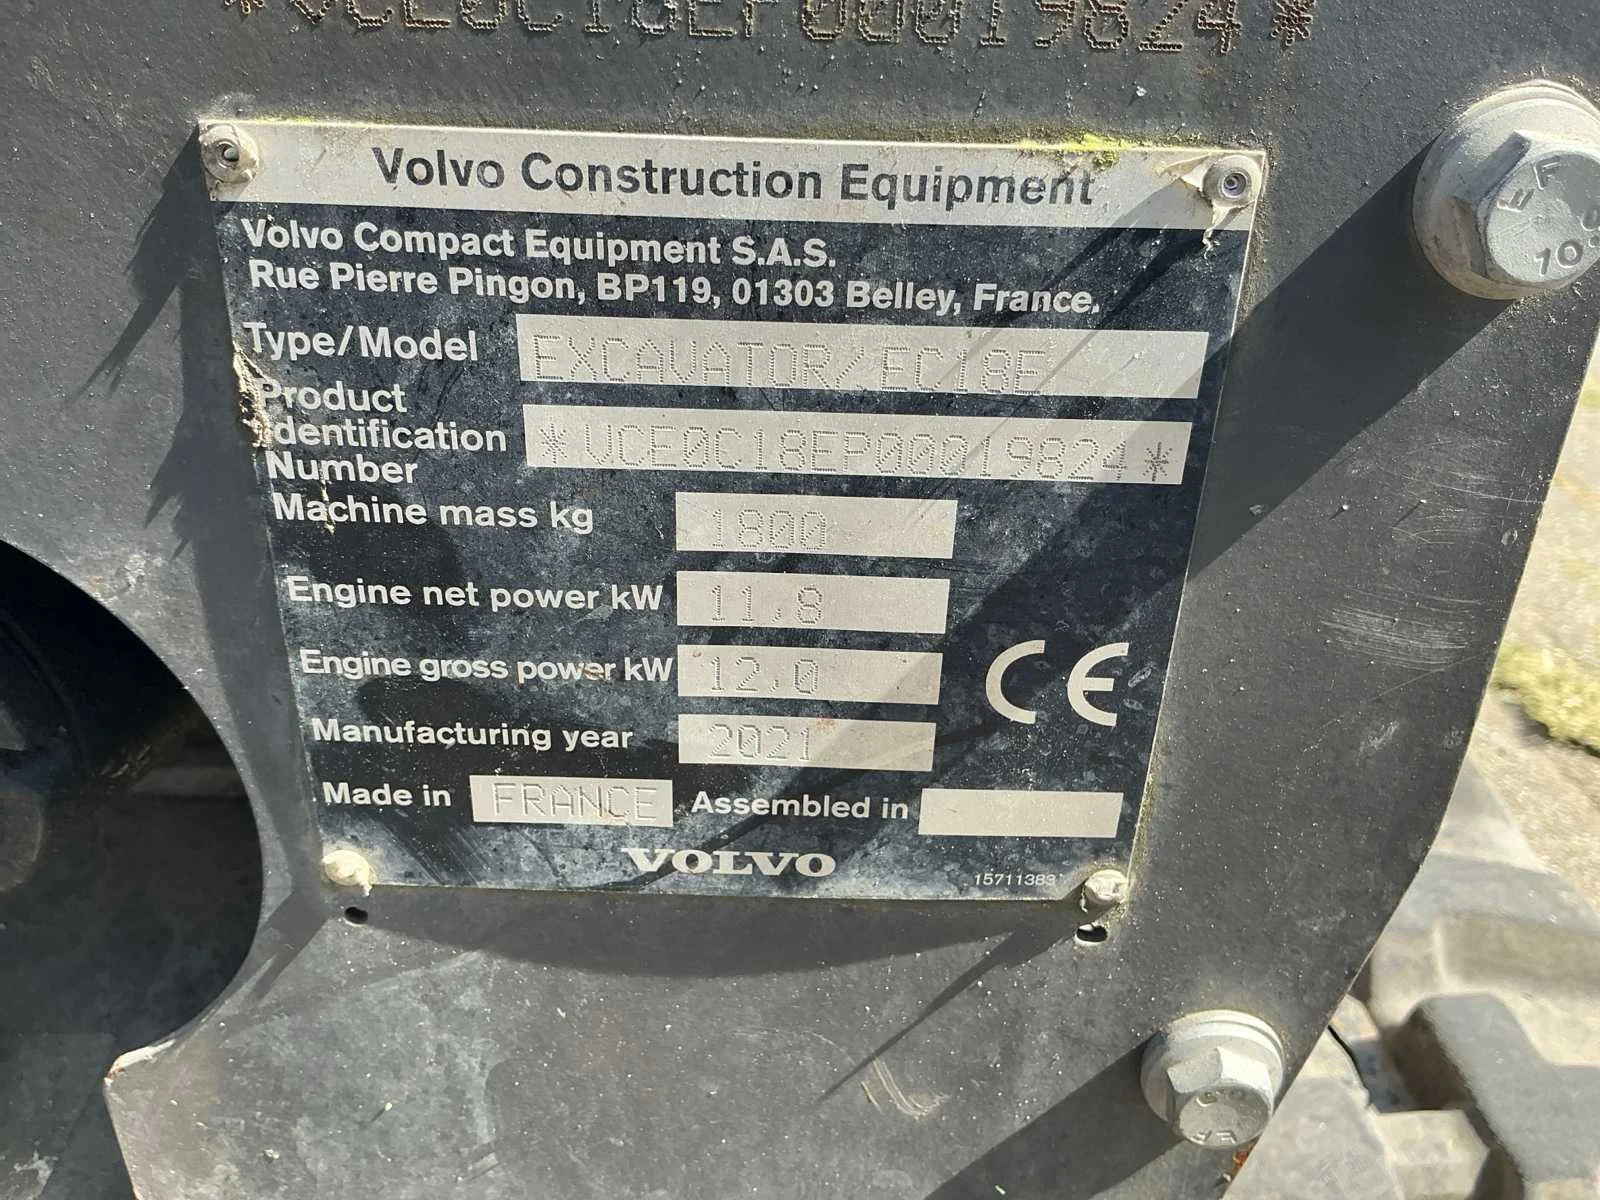 *VCE0C18EP00019824*
Volvo Construction Equipment
Volvo Compact Equipment S.A.S.
Rue Pierre Pingon, BP119, 01303 Belley, France.
Type/Model EXCAVATOR/ EC18E
Product
Identification
Number *VCE0C18EP00019824*
Machine mass kg 1800
Engine net power kW 11,8
Engine gross power kW 12,0
Manufacturing year 2021
CE
Made in FRANCE Assembled in
VOLVO
15711383